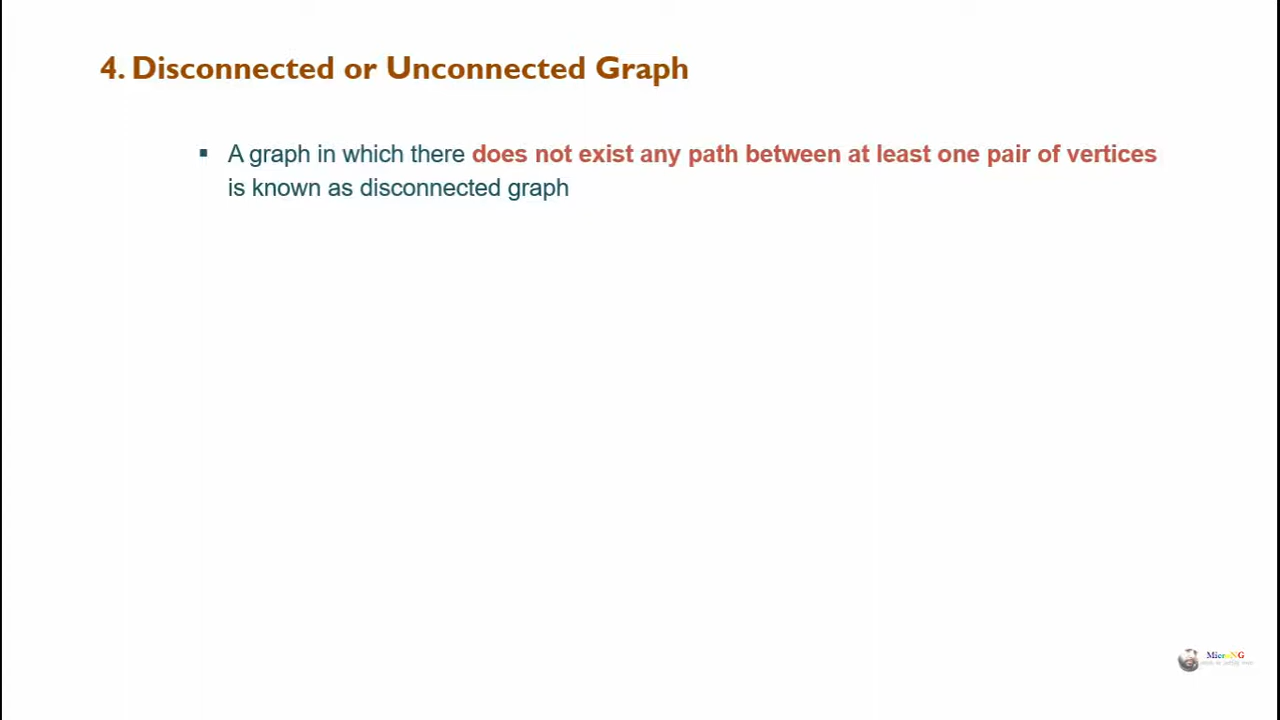 4. Disconnected or Unconnected Graph
▪ A graph in which there does not exist any path between at least one pair of vertices
is known as disconnected graph
MicroNG